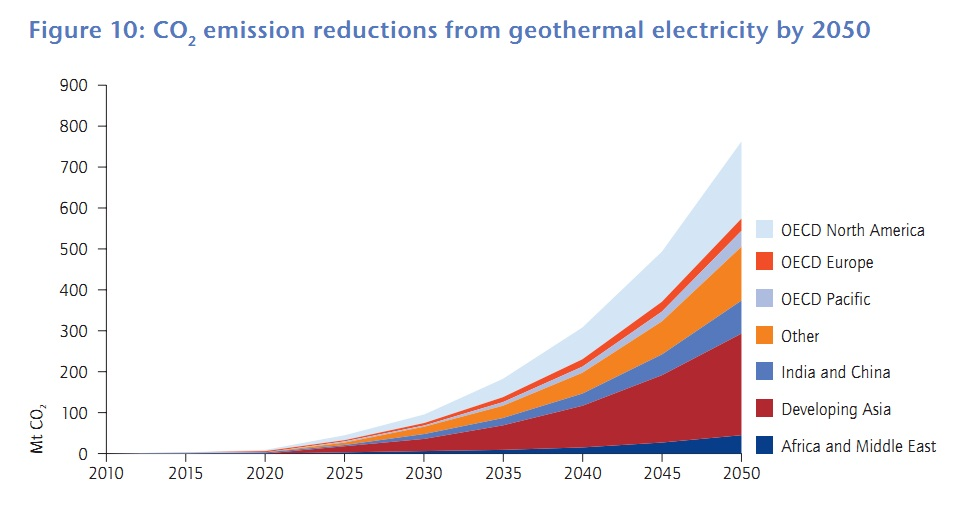 Figure 10: CO₂ emission reductions from geothermal electricity by 2050
900
800
700
600
500
400
300
200
100
0
Mt CO₂
2010 2015 2020 2025 2030 2035 2040 2045 2050
OECD North America
OECD Europe
OECD Pacific
Other
India and China
Developing Asia
Africa and Middle East